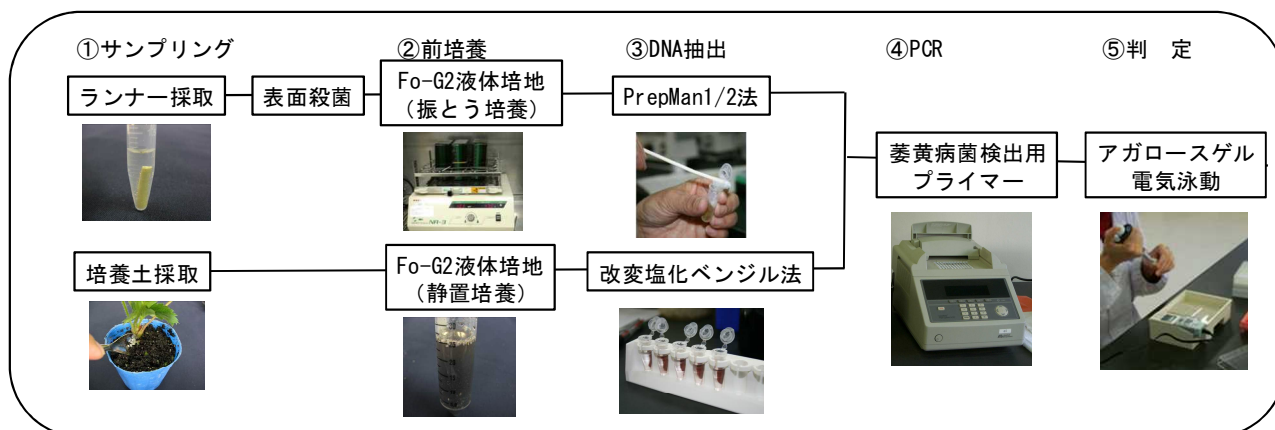 ①サンプリング
②前培養
③DNA抽出
④PCR
⑤判　定
ランナー採取
表面殺菌
Fo-G2液体培地
（振とう培養）
PrepMan1/2法
萎黄病菌検出用
プライマー
アガロースゲル
電気泳動
培養土採取
Fo-G2液体培地
（静置培養）
改変塩化ベンジル法